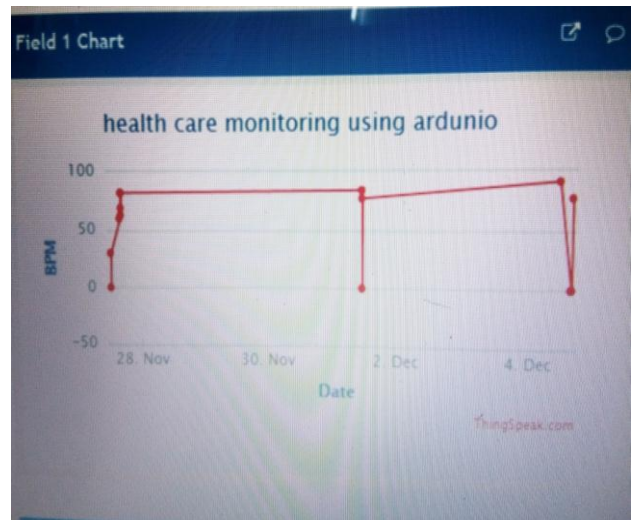 Field 1 Chart
health care monitoring using ardunio
100
50
0
-50
BPM
28. Nov 30. Nov 2. Dec 4. Dec
Date
ThingSpeak.com